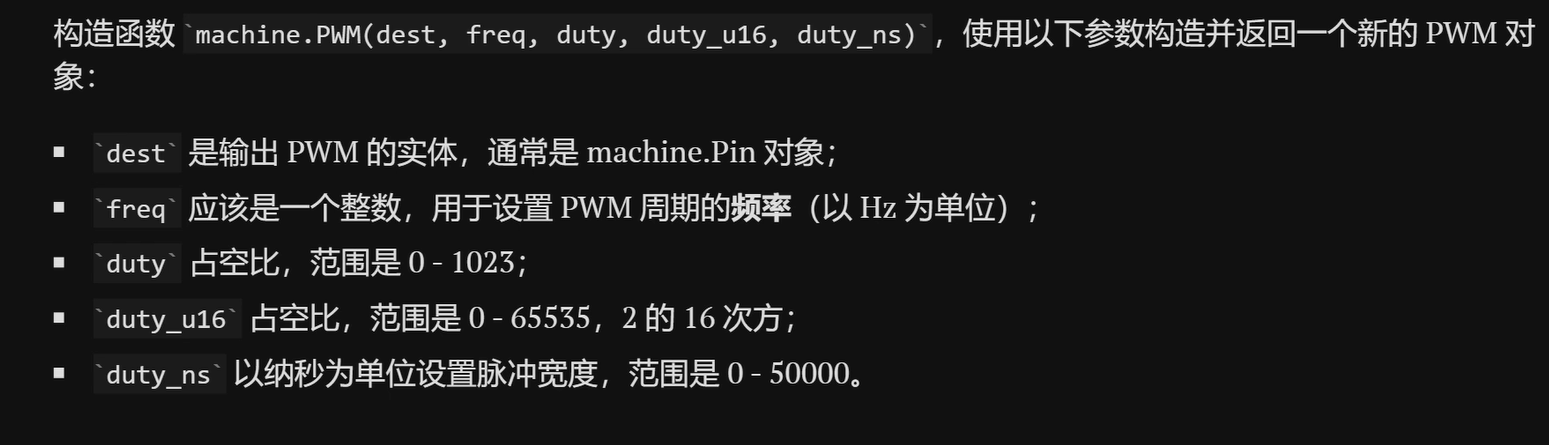 构造函数 `machine.PWM(dest, freq, duty, duty_u16, duty_ns)`，使用以下参数构造并返回一个新的 PWM 对
象：
▪ `dest` 是输出 PWM 的实体，通常是 machine.Pin 对象；
▪ `freq` 应该是一个整数，用于设置 PWM 周期的频率（以 Hz 为单位）；
▪ `duty` 占空比，范围是 0 - 1023；
▪ `duty_u16` 占空比，范围是 0 - 65535，2 的 16 次方；
▪ `duty_ns` 以纳秒为单位设置脉冲宽度，范围是 0 - 50000。